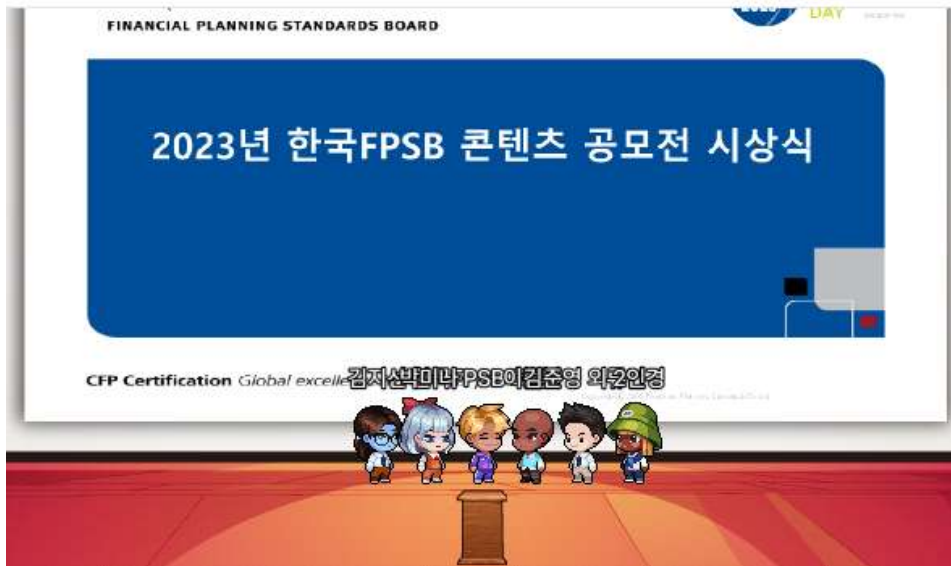 FINANCIAL PLANNING STANDARDS BOARD
DAY
2023년 한국FPSB 콘텐츠 공모전 시상식
CFP Certification Global excelle